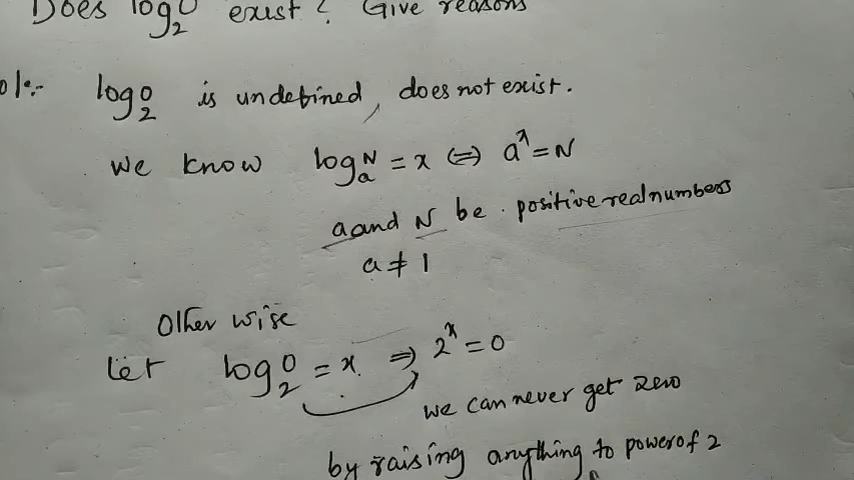 Does log₂0 exist? Give reasons
ol:- log₂0 is undefined, does not exist.
We know logₐN = x ⇔ aˣ = N
a and N be positive real numbers
a ≠ 1
Other wise
Let log₂0 = x ⇒ 2ˣ = 0
we can never get zero
by raising anything to power of 2